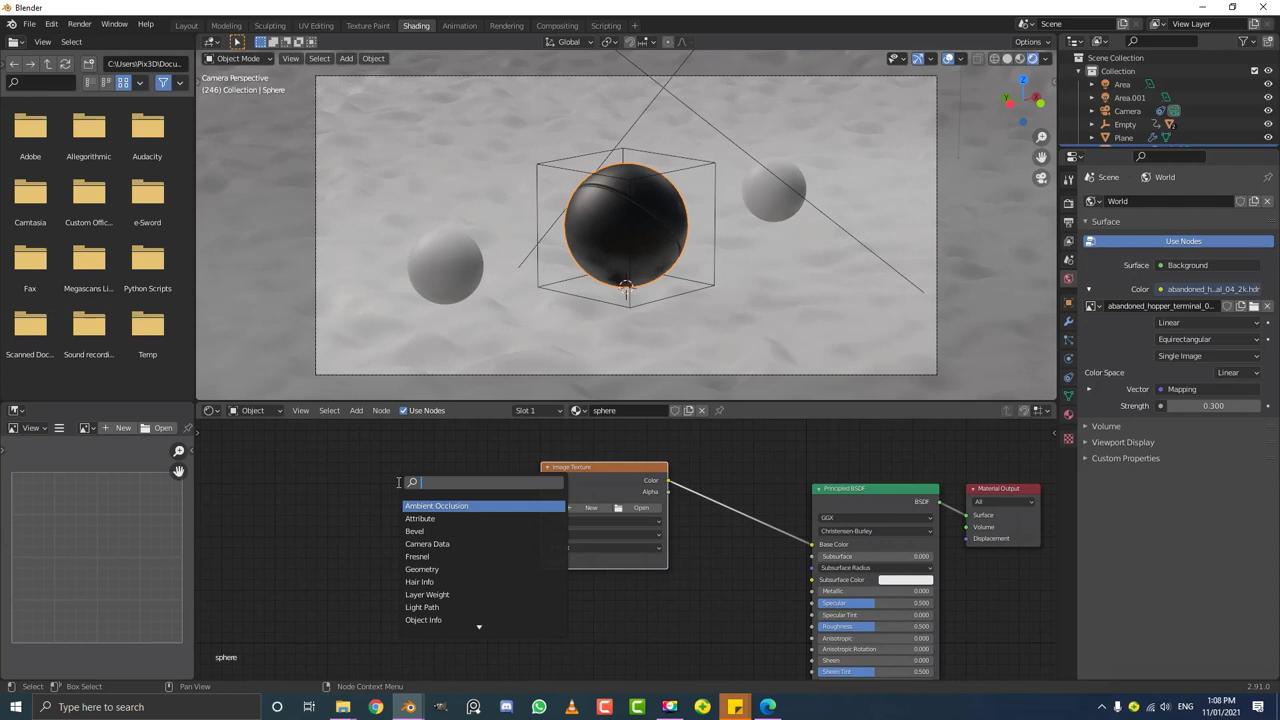 Blender
File Edit Render Window Help Layout Modeling Sculpting UV Editing Texture Paint Shading Animation Rendering Compositing Scripting + Scene View Layer
View Select C:\Users\Pix3D\Docu... Global Options
Object Mode View Select Add Object
Camera Perspective
(246) Collection | Sphere
Adobe Allegorithmic Audacity
Camtasia Custom Offic... e-Sword
Fax Megascans Li... Python Scripts
Scanned Doc... Sound recordi... Temp
Scene Collection
Collection
Area
Area.001
Camera
Empty
Plane
Scene World
World
Surface
Use Nodes
Surface Background
Color abandoned_h...al_04_2k.hdr
abandoned_hopper_terminal_0...
Linear
Equirectangular
Single Image
Color Space Linear
Vector Mapping
Strength 0.300
Volume
Viewport Display
Custom Properties
View + New Open
Object View Select Add Node Use Nodes Slot 1 sphere
Image Texture
Color
Alpha
New Open
Ambient Occlusion
Attribute
Bevel
Camera Data
Fresnel
Geometry
Hair Info
Layer Weight
Light Path
Object Info
Principled BSDF
BSDF
GGX
Christensen-Burley
Base Color
Subsurface 0.000
Subsurface Radius
Subsurface Color
Metallic 0.000
Specular 0.500
Specular Tint 0.000
Roughness 0.500
Anisotropic 0.000
Anisotropic Rotation 0.000
Sheen 0.000
Sheen Tint 0.500
Material Output
All
Surface
Volume
Displacement
sphere
Select Box Select Pan View Node Context Menu 2.91.0
Type here to search
ENG
1:08 PM
11/01/2021